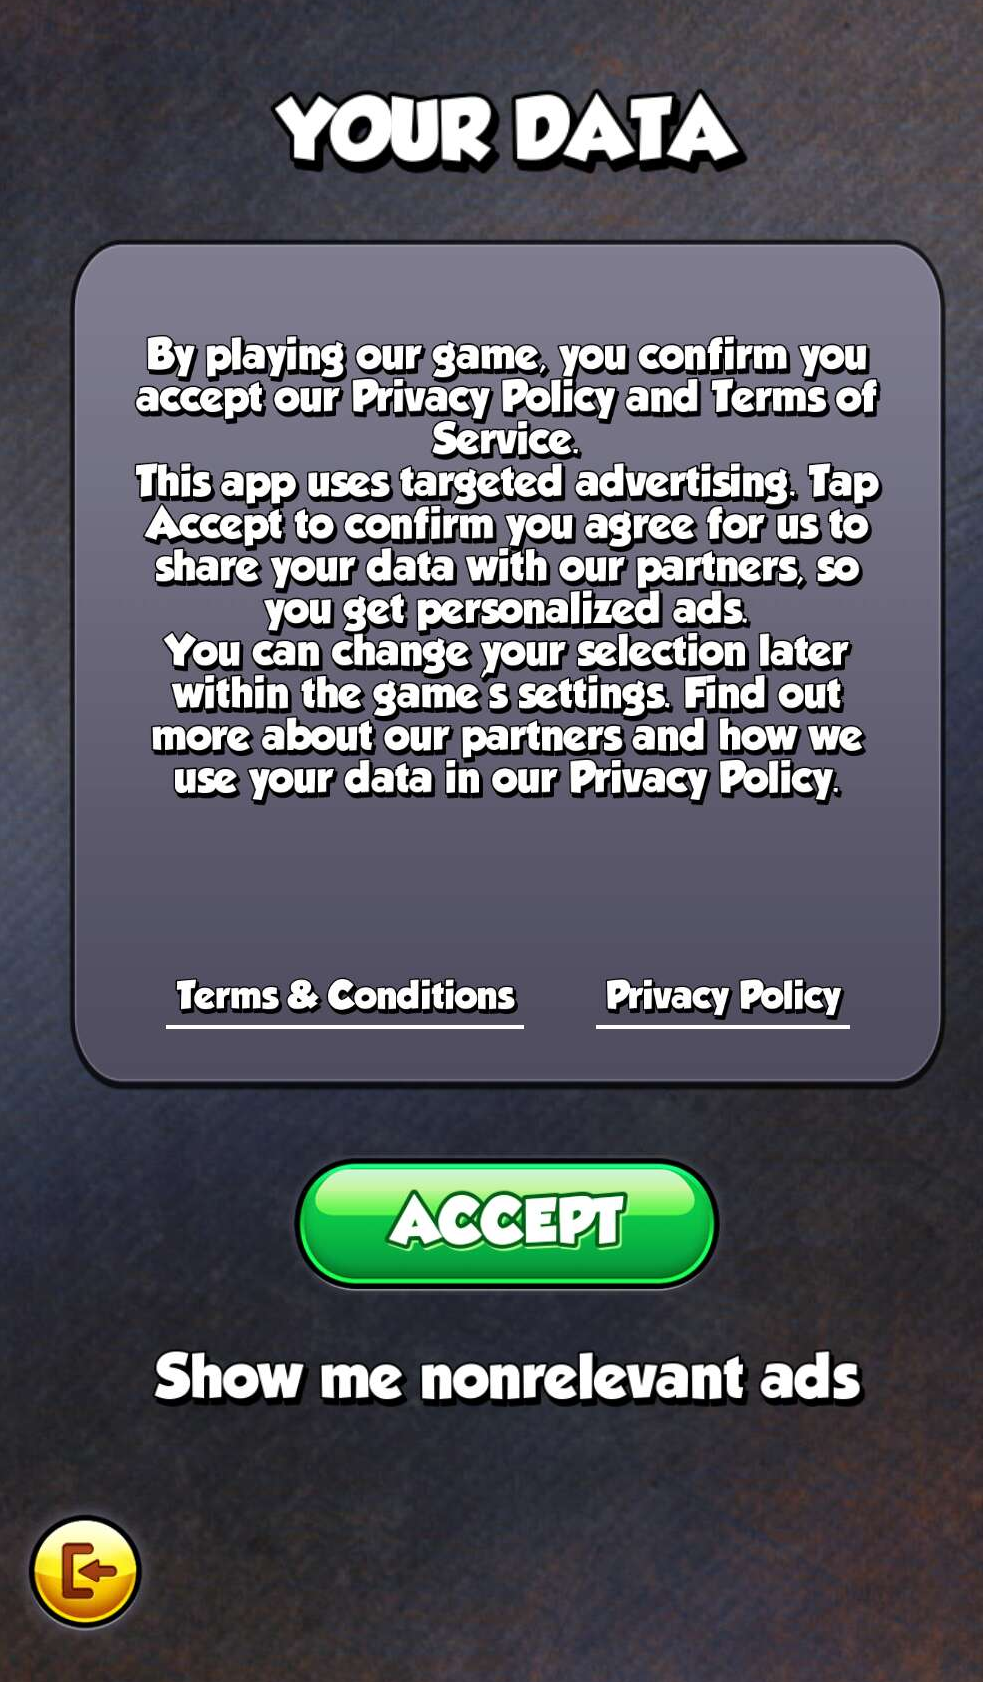 YOUR DATA
By playing our game, you confirm you
accept our Privacy Policy and Terms of
Service.
This app uses targeted advertising. Tap
Accept to confirm you agree for us to
share your data with our partners, so
you get personalized ads.
You can change your selection later
within the game's settings. Find out
more about our partners and how we
use your data in our Privacy Policy.
Terms & Conditions Privacy Policy
ACCEPT
Show me nonrelevant ads